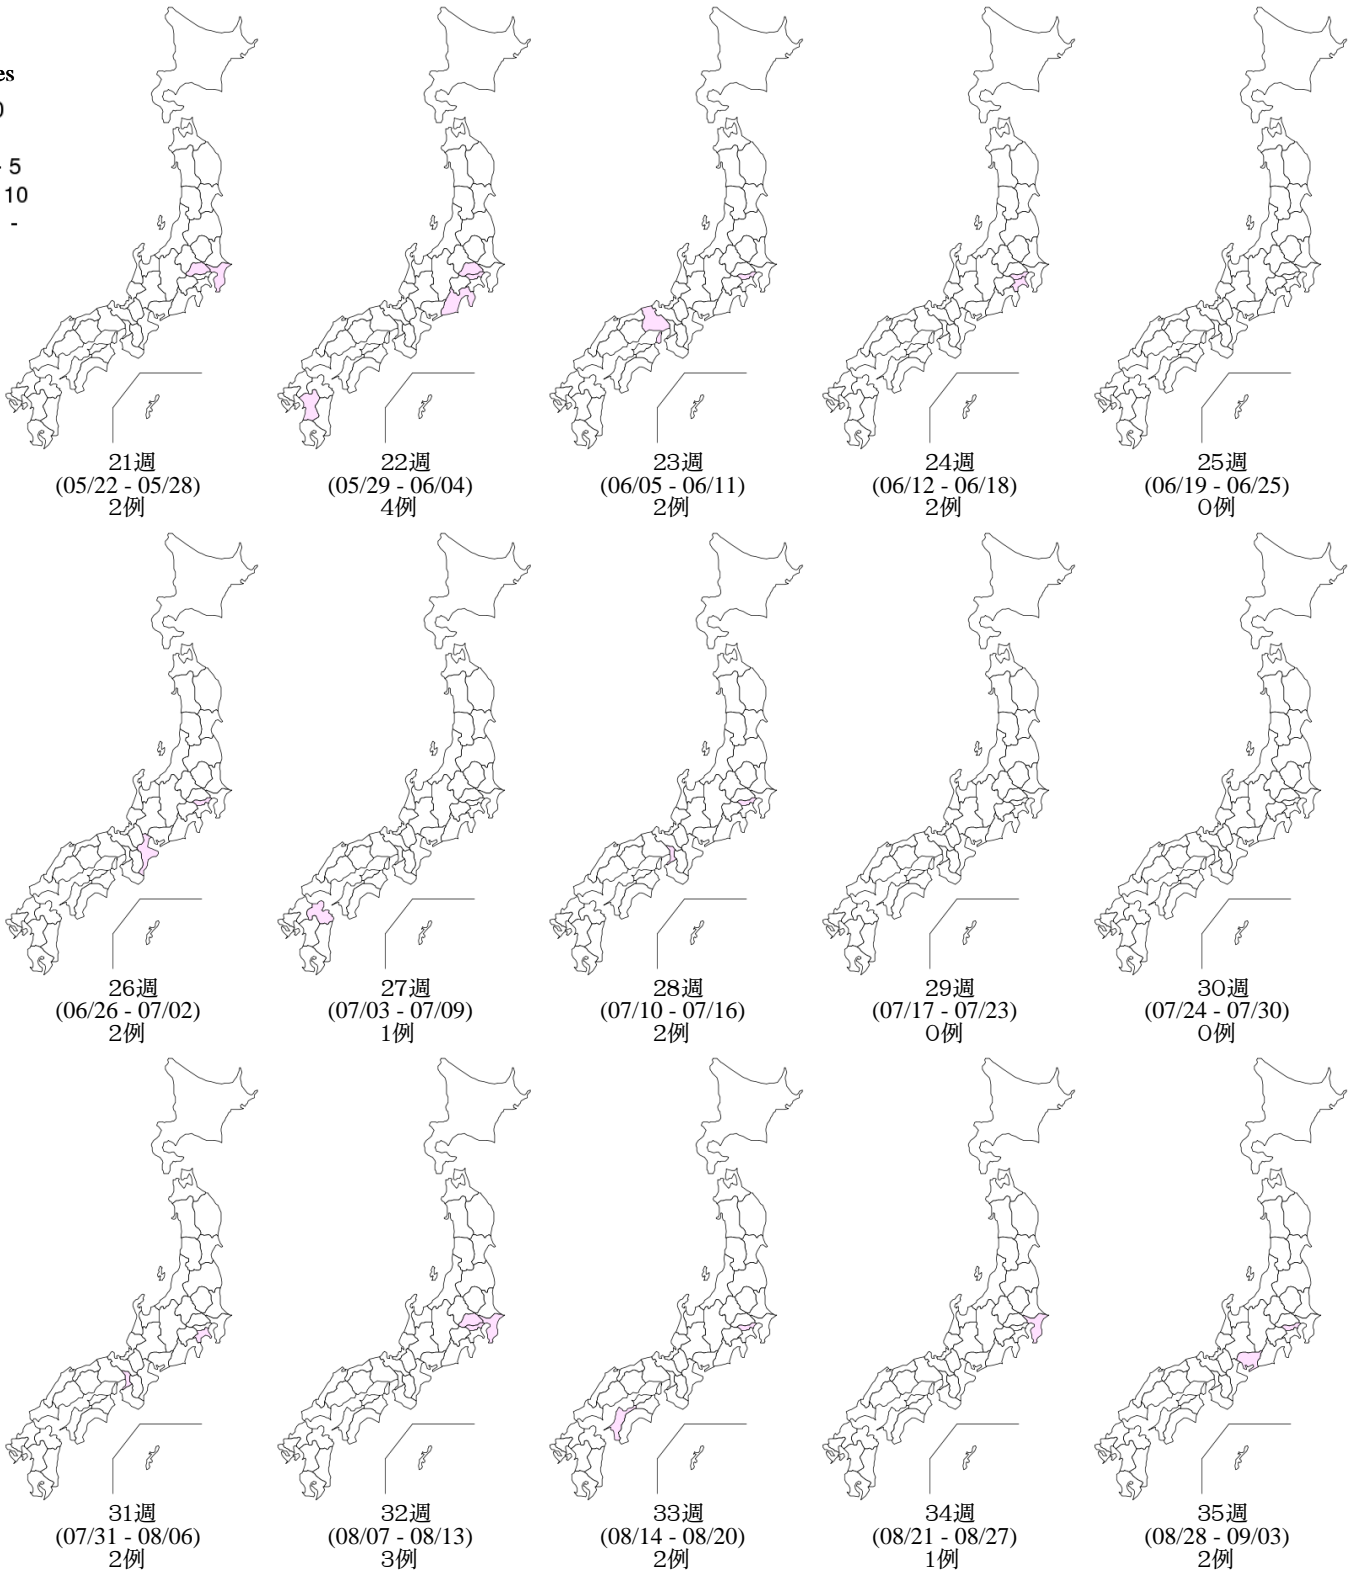 es
0
5
10
-
21週
(05/22 - 05/28)
2例
22週
(05/29 - 06/04)
4例
23週
(06/05 - 06/11)
2例
24週
(06/12 - 06/18)
2例
25週
(06/19 - 06/25)
0例
26週
(06/26 - 07/02)
2例
27週
(07/03 - 07/09)
1例
28週
(07/10 - 07/16)
2例
29週
(07/17 - 07/23)
0例
30週
(07/24 - 07/30)
0例
31週
(07/31 - 08/06)
2例
32週
(08/07 - 08/13)
3例
33週
(08/14 - 08/20)
2例
34週
(08/21 - 08/27)
1例
35週
(08/28 - 09/03)
2例